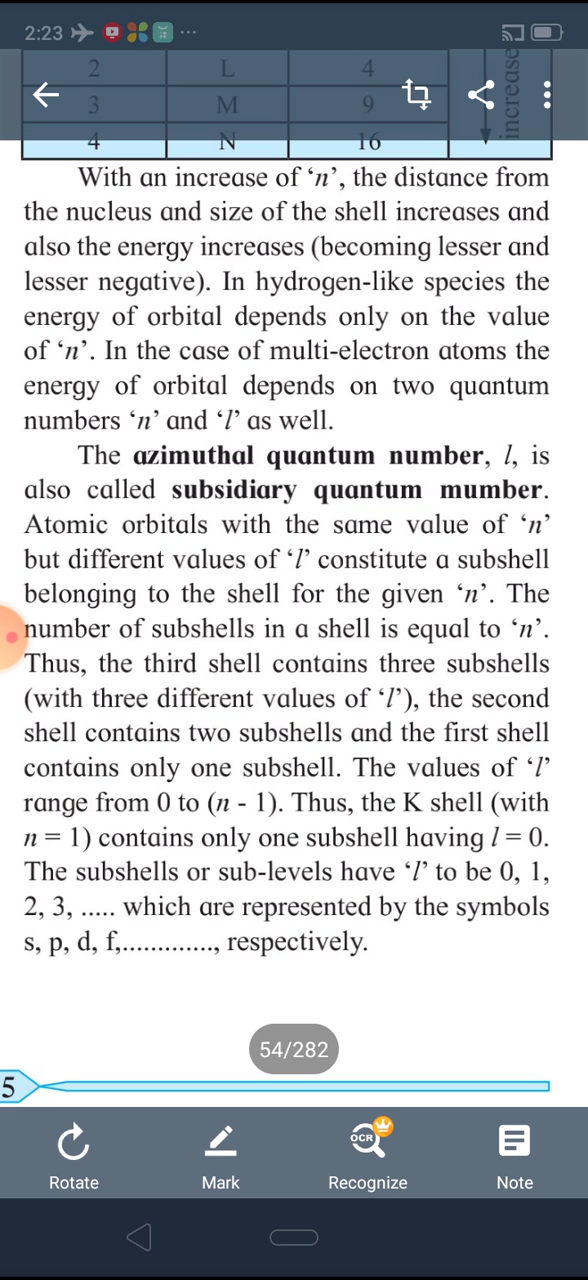 2:23
2 L 4
3 M 9
4 N 16
increase
With an increase of ‘n’, the distance from
the nucleus and size of the shell increases and
also the energy increases (becoming lesser and
lesser negative). In hydrogen-like species the
energy of orbital depends only on the value
of ‘n’. In the case of multi-electron atoms the
energy of orbital depends on two quantum
numbers ‘n’ and ‘l’ as well.
The azimuthal quantum number, l, is
also called subsidiary quantum mumber.
Atomic orbitals with the same value of ‘n’
but different values of ‘l’ constitute a subshell
belonging to the shell for the given ‘n’. The
number of subshells in a shell is equal to ‘n’.
Thus, the third shell contains three subshells
(with three different values of ‘l’), the second
shell contains two subshells and the first shell
contains only one subshell. The values of ‘l’
range from 0 to (n - 1). Thus, the K shell (with
n = 1) contains only one subshell having l = 0.
The subshells or sub-levels have ‘l’ to be 0, 1,
2, 3, ..... which are represented by the symbols
s, p, d, f,............., respectively.
54/282
5
OCR
Rotate Mark Recognize Note